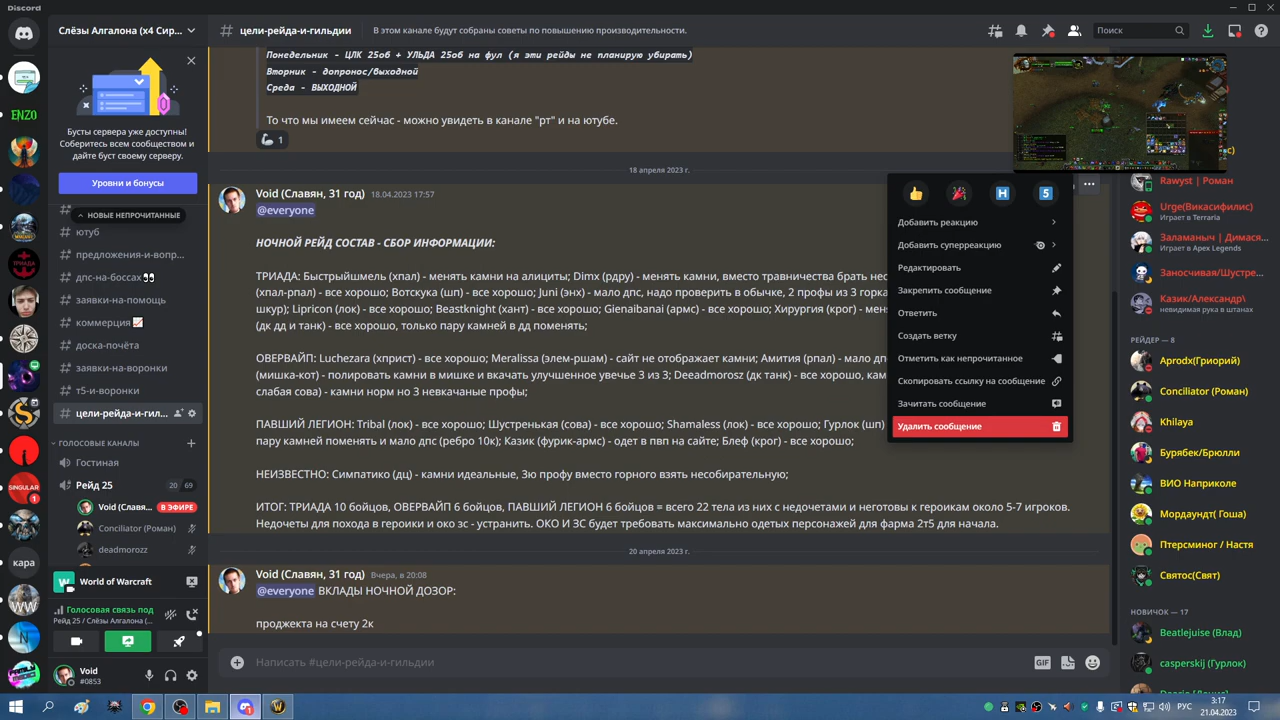 Discord
Слёзы Алгалона (x4 Сир...
цели-рейда-и-гильдии
В этом канале будут собраны советы по повышению производительности.
Поиск
Бусты сервера уже доступны!
Соберитесь всем сообществом и
дайте буст своему серверу.
Уровни и бонусы
НОВЫЕ НЕПРОЧИТАННЫЕ
ютуб
предложения-и-вопр...
дпс-на-боссах👀
заявки-на-помощь
коммерция 📈
доска-почёта
заявки-на-воронки
т5-и-воронки
цели-рейда-и-гил...
ГОЛОСОВЫЕ КАНАЛЫ
Гостиная
Рейд 25
20 69
Void (Славя...
В ЭФИРЕ
Conciliator (Роман)
deadmorozz
World of Warcraft
Голосовая связь под
Рейд 25 / Слёзы Алгалона (...
Void
#0853
ENZO
ТРИАДА
SINGULAR
1
кара
WW
N
Понедельник - ЦЛК 25об + УЛЬДА 25об на фул (я эти рейды не планирую убирать)
Вторник - допронос/выходной
Среда - ВЫХОДНОЙ
То что мы имеем сейчас - можно увидеть в канале "рт" и на ютубе.
💪 1
18 апреля 2023 г.
Void (Славян, 31 год) 18.04.2023 17:57
@everyone
НОЧНОЙ РЕЙД СОСТАВ - СБОР ИНФОРМАЦИИ:
ТРИАДА: Быстрыйшмель (хпал) - менять камни на алициты; Dimx (рдру) - менять камни, вместо травничества брать нес
(хпал-рпал) - все хорошо; Вотскука (шп) - все хорошо; Juni (энх) - мало дпс, надо проверить в обычке, 2 профы из 3 горка
шкур); Lipricon (лок) - все хорошо; Beastknight (хант) - все хорошо; Gienaibanai (армс) - все хорошо; Хирургия (крог) - мен
(дк дд и танк) - все хорошо, только пару камней в дд поменять;
ОВЕРВАЙП: Luchezara (хприст) - все хорошо; Meralissa (элем-ршам) - сайт не отображает камни; Амития (рпал) - мало дп
(мишка-кот) - полировать камни в мишке и вкачать улучшенное увечье 3 из 3; Deeadmorosz (дк танк) - все хорошо, кам
слабая сова) - камни норм но 3 невкачаные профы;
ПАВШИЙ ЛЕГИОН: Tribal (лок) - все хорошо; Шустренькая (сова) - все хорошо; Shamaless (лок) - все хорошо; Гурлок (шп)
пару камней поменять и мало дпс (ребро 10к); Казик (фурик-армс) - одет в пвп на сайте; Блеф (крог) - все хорошо;
НЕИЗВЕСТНО: Симпатико (дц) - камни идеальные, 3ю профу вместо горного взять несобирательную;
ИТОГ: ТРИАДА 10 бойцов, ОВЕРВАЙП 6 бойцов, ПАВШИЙ ЛЕГИОН 6 бойцов = всего 22 тела из них с недочетами и неготовы к героикам около 5-7 игроков.
Недочеты для похода в героики и око зс - устранить. ОКО И ЗС будет требовать максимально одетых персонажей для фарма 2т5 для начала.
20 апреля 2023 г.
Void (Славян, 31 год) Вчера, в 20:08
@everyone ВКЛАДЫ НОЧНОЙ ДОЗОР:
проджекта на счету 2к
Написать #цели-рейда-и-гильдии
GIF
👍 🎉 H 5
Добавить реакцию
Добавить суперреакцию
Редактировать
Закрепить сообщение
Ответить
Создать ветку
Отметить как непрочитанное
Скопировать ссылку на сообщение
Зачитать сообщение
Удалить сообщение
Rawyst | Роман
Urge(Викасифилис)
Играет в Terraria
Заламаныч | Димася...
Играет в Apex Legends
Заносчивая/Шустре...
Казик/Александр\
невидимая рука в штанах
РЕЙДЕР — 8
Aprodx(Гриорий)
Conciliator (Роман)
Khilaya
Бурябек/Брюлли
ВИО Наприколе
Мордаундт( Гоша)
Птерсминог / Настя
Святос(Свят)
НОВИЧОК — 17
Beatlejuise (Влад)
casperskij (Гурлок)
РУС
3:17
21.04.2023